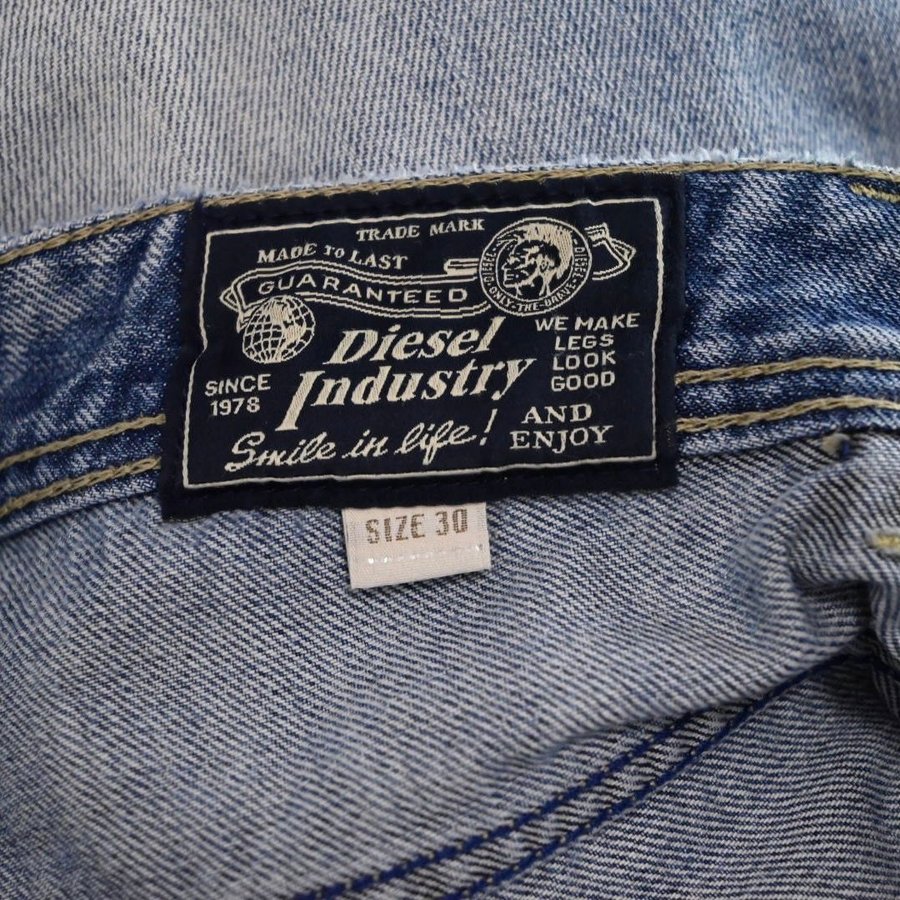 TRADE MARK
MADE TO LAST
GUARANTEED
DIESEL
ONLY-THE-BRAVE
DIESEL
Diesel
Industry
SINCE
1978
WE MAKE
LEGS
LOOK
GOOD
AND
ENJOY
Smile in life!
SIZE 30